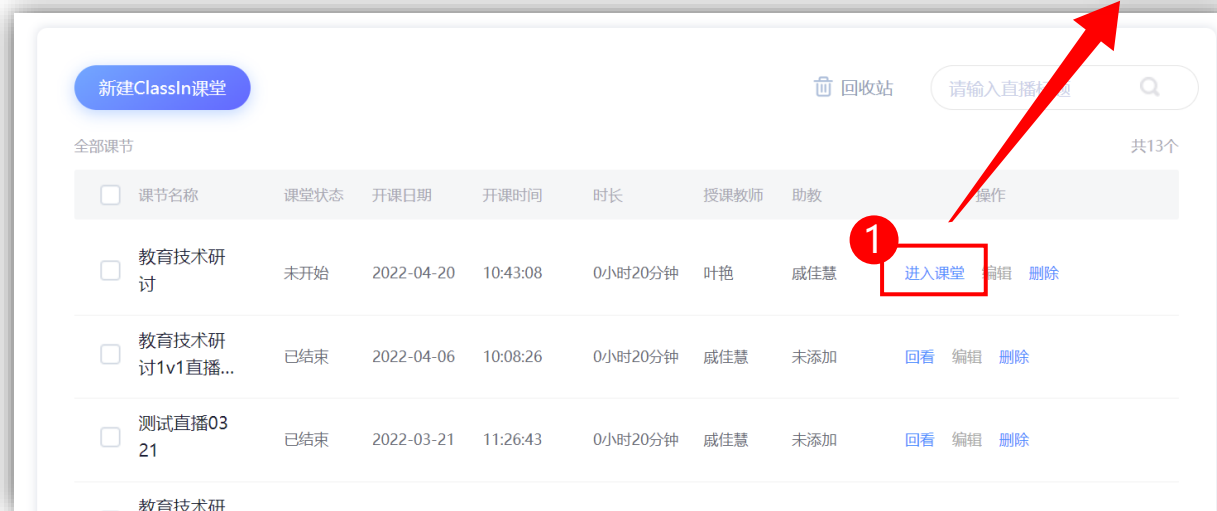 新建ClassIn课堂
回收站
请输入直播标题
全部课节
共13个
课节名称 课堂状态 开课日期 开课时间 时长 授课教师 助教 操作
1
教育技术研
讨
未开始 2022-04-20 10:43:08 0小时20分钟 叶艳 戚佳慧 进入课堂 编辑 删除
教育技术研
讨1v1直播...
已结束 2022-04-06 10:08:26 0小时20分钟 戚佳慧 未添加 回看 编辑 删除
测试直播03
21
已结束 2022-03-21 11:26:43 0小时20分钟 戚佳慧 未添加 回看 编辑 删除
教育技术研